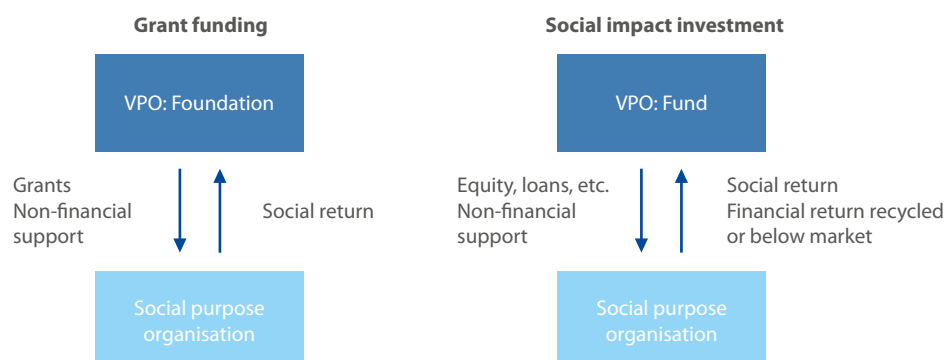 Grant funding
VPO: Foundation
Grants
Non-financial
support
Social return
Social purpose
organisation
Social impact investment
VPO: Fund
Equity, loans, etc.
Non-financial
support
Social return
Financial return recycled
or below market
Social purpose
organisation